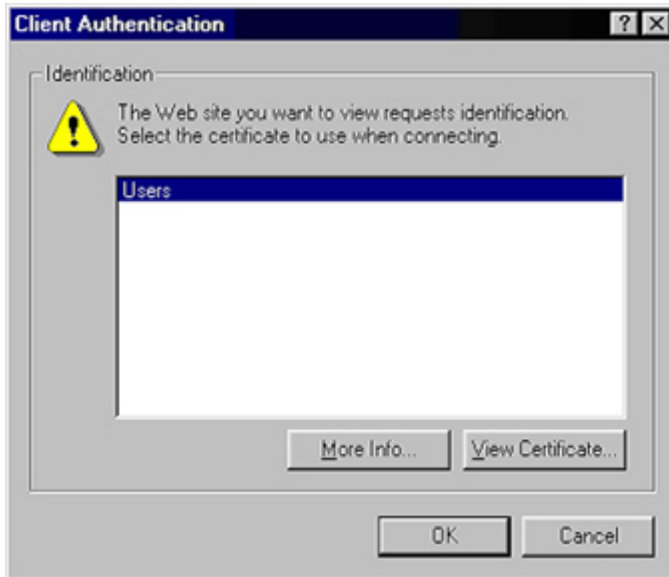 Client Authentication
Identification
The Web site you want to view requests identification.
Select the certificate to use when connecting.
Users
More Info...
View Certificate...
OK
Cancel